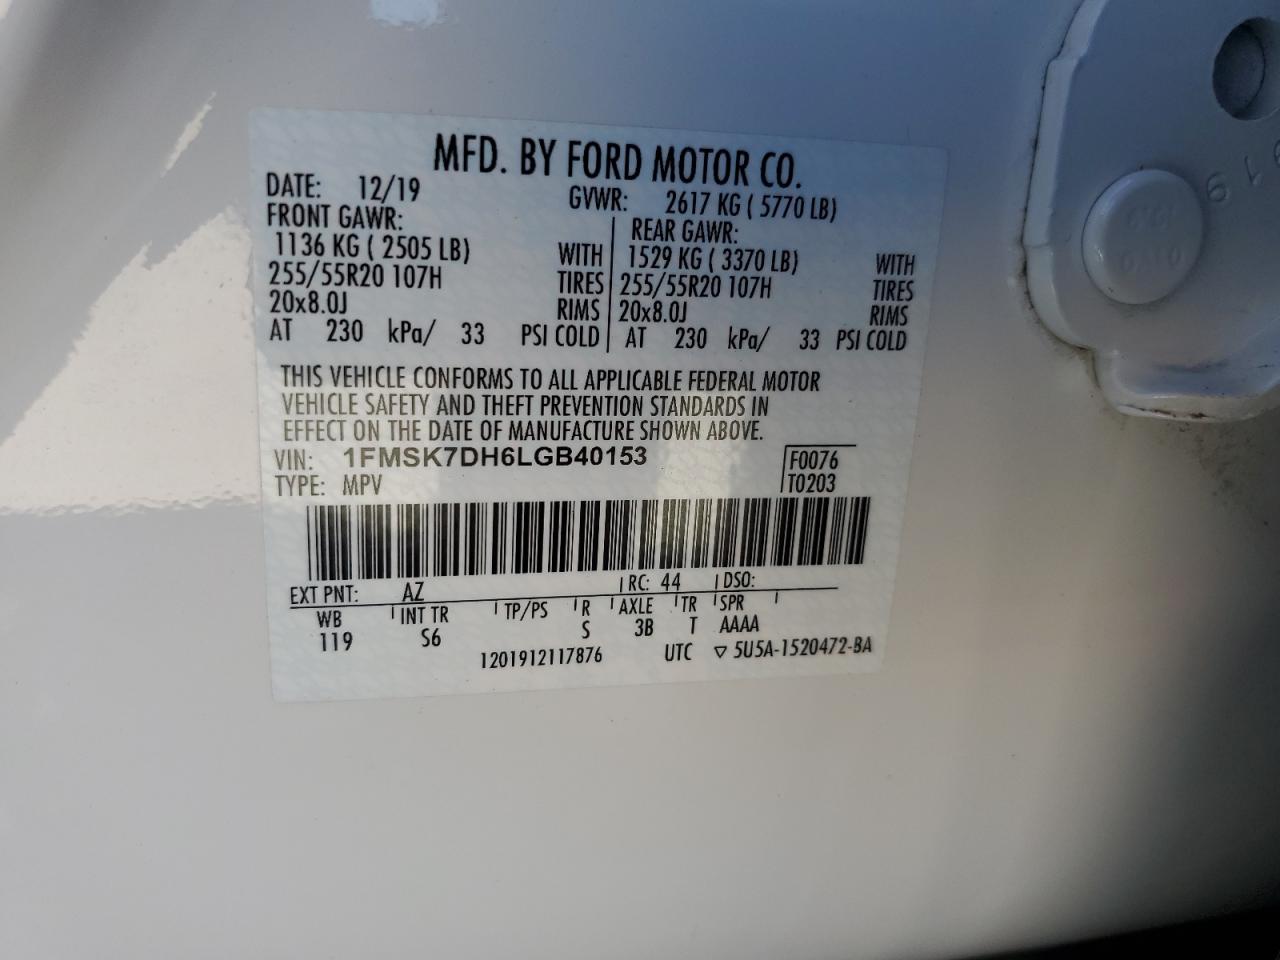 MFD. BY FORD MOTOR CO.
DATE: 12/19 GVWR: 2617 KG ( 5770 LB)
FRONT GAWR: REAR GAWR:
1136 KG ( 2505 LB) WITH 1529 KG ( 3370 LB) WITH
255/55R20 107H TIRES 255/55R20 107H TIRES
20x8.0J RIMS 20x8.0J RIMS
AT 230 kPa/ 33 PSI COLD AT 230 kPa/ 33 PSI COLD
THIS VEHICLE CONFORMS TO ALL APPLICABLE FEDERAL MOTOR
VEHICLE SAFETY AND THEFT PREVENTION STANDARDS IN
EFFECT ON THE DATE OF MANUFACTURE SHOWN ABOVE.
VIN: 1FMSK7DH6LGB40153 F0076
TYPE: MPV T0203
EXT PNT: AZ RC: 44 DSO:
WB INT TR TP/PS R AXLE TR SPR
119 S6 S 3B T AAAA
1201912117876 UTC ▽ 5U5A-1520472-BA